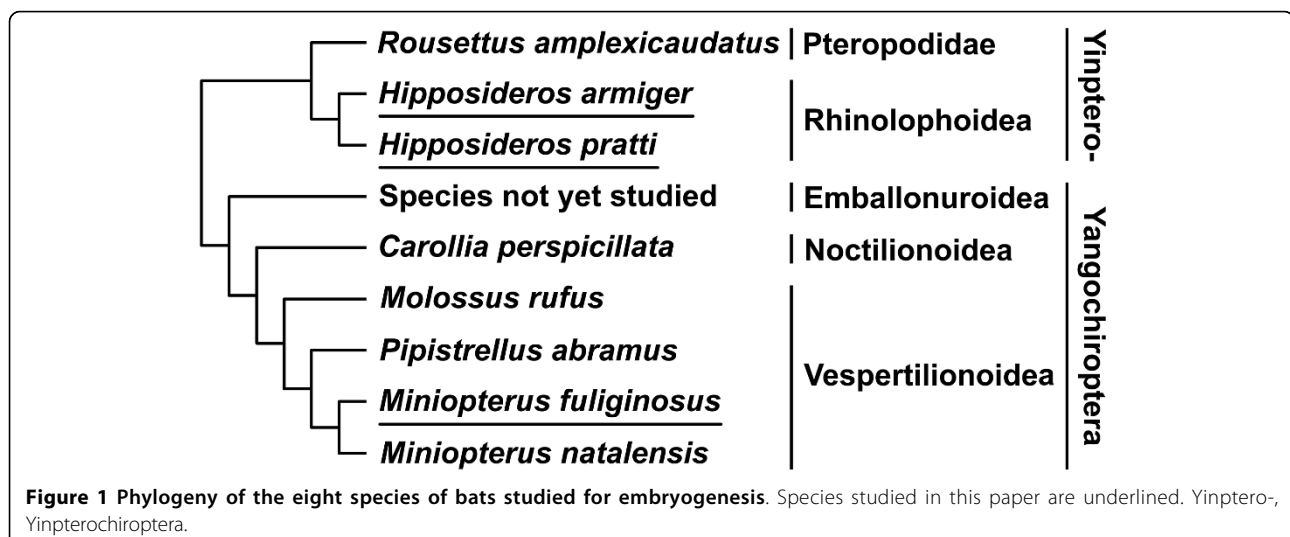 Rousettus amplexicaudatus
Pteropodidae
Hipposideros armiger
Rhinolophoidea
Hipposideros pratti
Yinptero-
Species not yet studied
Emballonuroidea
Carollia perspicillata
Noctilionoidea
Molossus rufus
Pipistrellus abramus
Vespertilionoidea
Miniopterus fuliginosus
Miniopterus natalensis
Yangochiroptera
Figure 1 Phylogeny of the eight species of bats studied for embryogenesis. Species studied in this paper are underlined. Yinptero-,
Yinpterochiroptera.